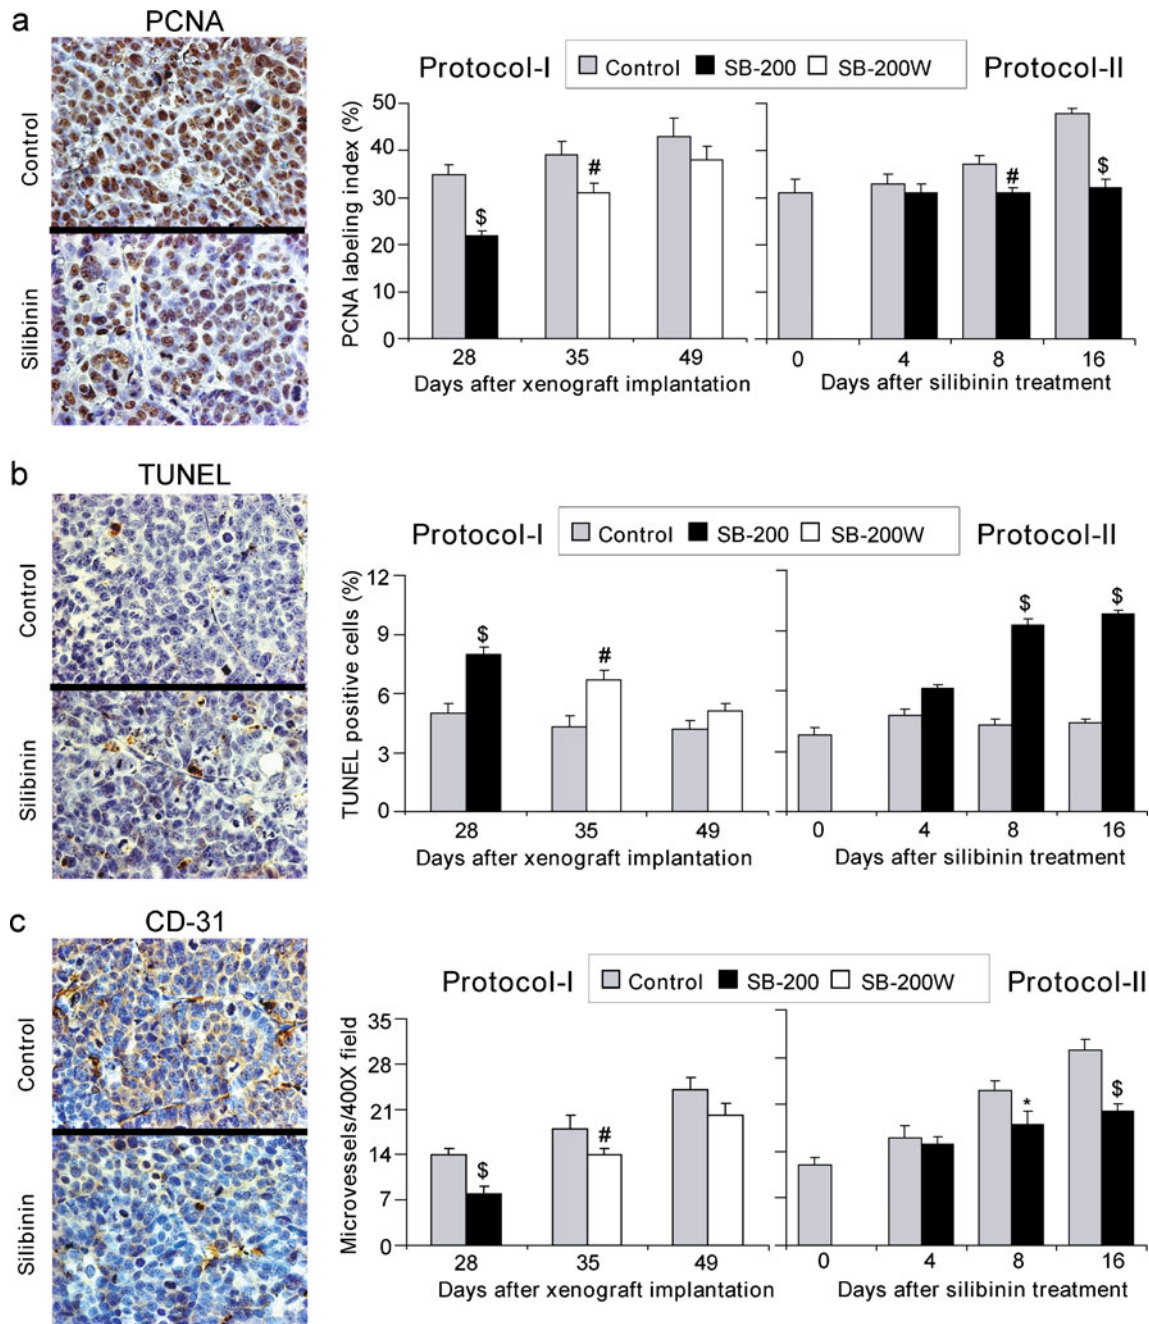 a
PCNA
Control
Silibinin
Protocol-I
Control
SB-200
SB-200W
Protocol-II
PCNA labeling index (%)
50
40
30
20
10
0
$
#
#
$
28
35
49
0
4
8
16
Days after xenograft implantation
Days after silibinin treatment
b
TUNEL
Control
Silibinin
Protocol-I
Control
SB-200
SB-200W
Protocol-II
TUNEL positive cells (%)
12
9
6
3
0
$
#
$
$
28
35
49
0
4
8
16
Days after xenograft implantation
Days after silibinin treatment
c
CD-31
Control
Silibinin
Protocol-I
Control
SB-200
SB-200W
Protocol-II
Microvessels/400X field
35
28
21
14
7
0
$
#
*
$
28
35
49
0
4
8
16
Days after xenograft implantation
Days after silibinin treatment